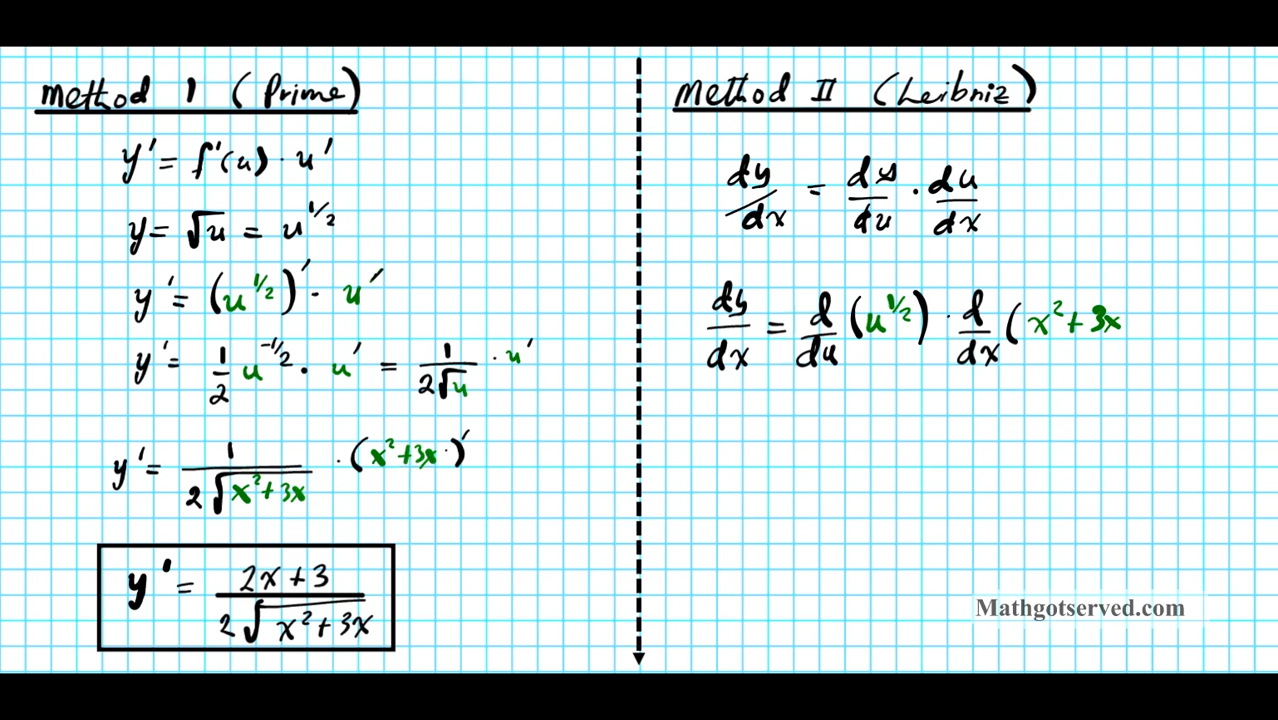 Method 1 (Prime)
y' = f'(u) · u'
y = √u = u^1/2
y' = (u^1/2)' · u'
y' = 1/2 u^-1/2 · u' = 1/(2√u) · u'
y' = 1/(2√(x²+3x)) · (x²+3x)'
y' = (2x+3)/(2√(x²+3x))
Method II (Leibniz)
dy/dx = dy/du · du/dx
dy/dx = d/du (u^1/2) · d/dx (x²+3x
Mathgotserved.com